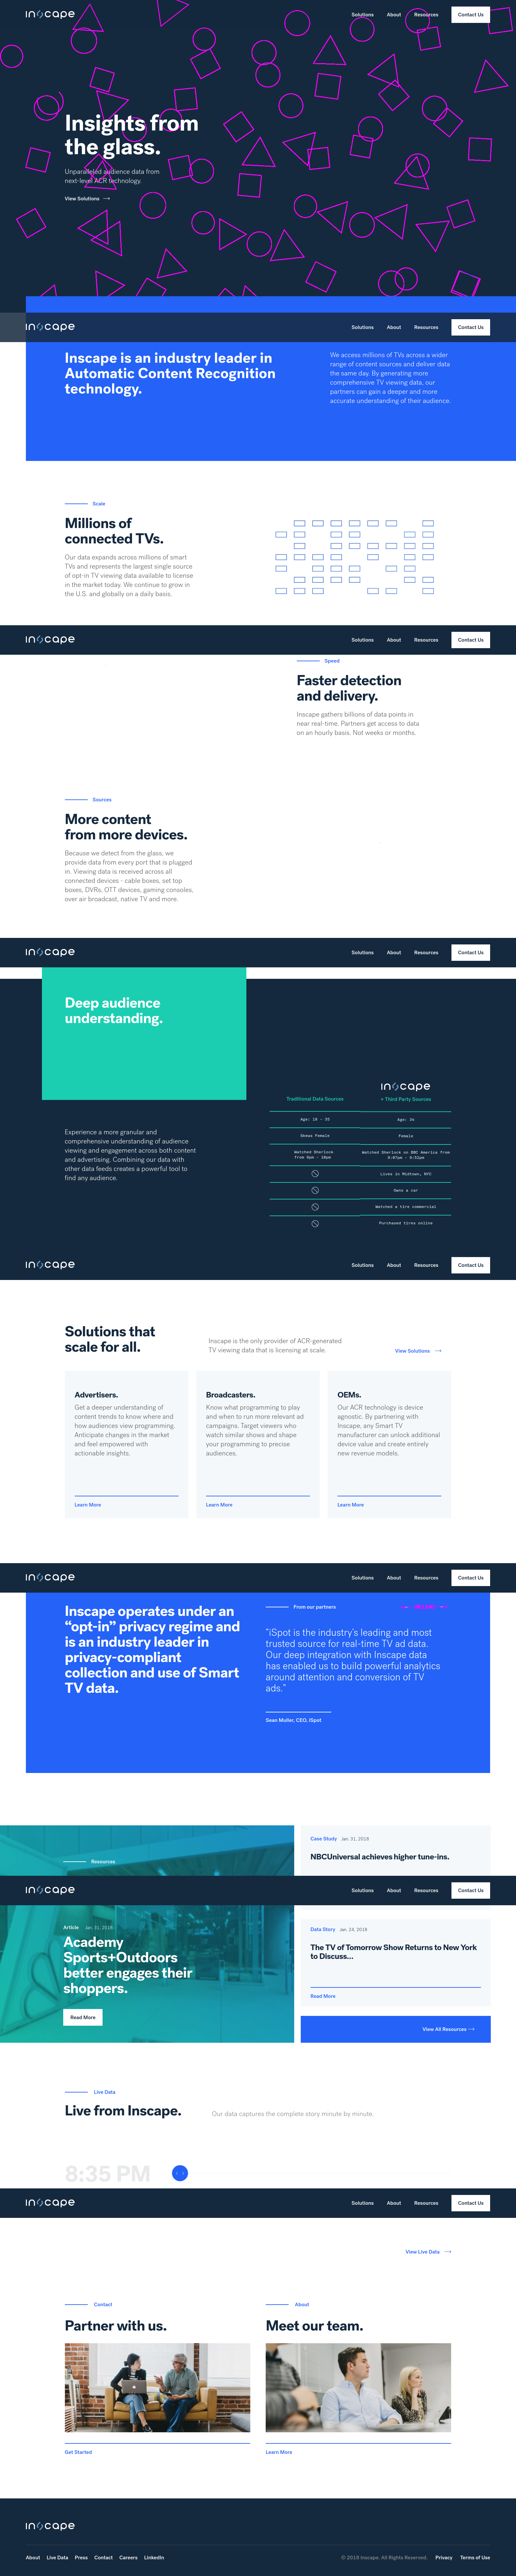 inscape
Solutions About Resources Contact Us
Insights from
the glass.
Unparalleled audience data from
next-level ACR technology.
View Solutions
inscape
Solutions About Resources Contact Us
Inscape is an industry leader in
Automatic Content Recognition
technology.
We access millions of TVs across a wider
range of content sources and deliver data
the same day. By generating more
comprehensive TV viewing data, our
partners can gain a deeper and more
accurate understanding of their audience.
Scale
Millions of
connected TVs.
Our data expands across millions of smart
TVs and represents the largest single source
of opt-in TV viewing data available to license
in the market today. We continue to grow in
the U.S. and globally on a daily basis.
inscape
Solutions About Resources Contact Us
Speed
Faster detection
and delivery.
Inscape gathers billions of data points in
near real-time. Partners get access to data
on an hourly basis. Not weeks or months.
Sources
More content
from more devices.
Because we detect from the glass, we
provide data from every port that is plugged
in. Viewing data is received across all
connected devices - cable boxes, set top
boxes, DVRs, OTT devices, gaming consoles,
over air broadcast, native TV and more.
inscape
Solutions About Resources Contact Us
Deep audience
understanding.
Experience a more granular and
comprehensive understanding of audience
viewing and engagement across both content
and advertising. Combining our data with
other data feeds creates a powerful tool to
find any audience.
inscape
Traditional Data Sources + Third Party Sources
Age: 18 - 35 Age: 34
Skews Female Female
Watched Sherlock
from 9pm - 10pm
Watched Sherlock on BBC America from
9:07pm - 9:51pm
Lives in Midtown, NYC
Owns a car
Watched a tire commercial
Purchased tires online
inscape
Solutions About Resources Contact Us
Solutions that
scale for all.
Inscape is the only provider of ACR-generated
TV viewing data that is licensing at scale.
View Solutions
Advertisers.
Get a deeper understanding of
content trends to know where and
how audiences view programming.
Anticipate changes in the market
and feel empowered with
actionable insights.
Learn More
Broadcasters.
Know what programming to play
and when to run more relevant ad
campaigns. Target viewers who
watch similar shows and shape
your programming to precise
audiences.
Learn More
OEMs.
Our ACR technology is device
agnostic. By partnering with
Inscape, any Smart TV
manufacturer can unlock additional
device value and create entirely
new revenue models.
Learn More
inscape
Solutions About Resources Contact Us
Inscape operates under an
“opt-in” privacy regime and
is an industry leader in
privacy-compliant
collection and use of Smart
TV data.
From our partners
“iSpot is the industry’s leading and most
trusted source for real-time TV ad data.
Our deep integration with Inscape data
has enabled us to build powerful analytics
around attention and conversion of TV
ads.”
Sean Muller, CEO, iSpot
Resources
Case Study Jan. 31, 2018
NBCUniversal achieves higher tune-ins.
inscape
Solutions About Resources Contact Us
Article Jan. 31, 2018
Academy
Sports+Outdoors
better engages their
shoppers.
Read More
Data Story Jan. 24, 2018
The TV of Tomorrow Show Returns to New York
to Discuss...
Read More
View All Resources
Live Data
Live from Inscape.
Our data captures the complete story minute by minute.
8:35 PM
inscape
Solutions About Resources Contact Us
View Live Data
Contact
Partner with us.
Get Started
About
Meet our team.
Learn More
inscape
About Live Data Press Contact Careers LinkedIn
© 2018 Inscape. All Rights Reserved. Privacy Terms of Use